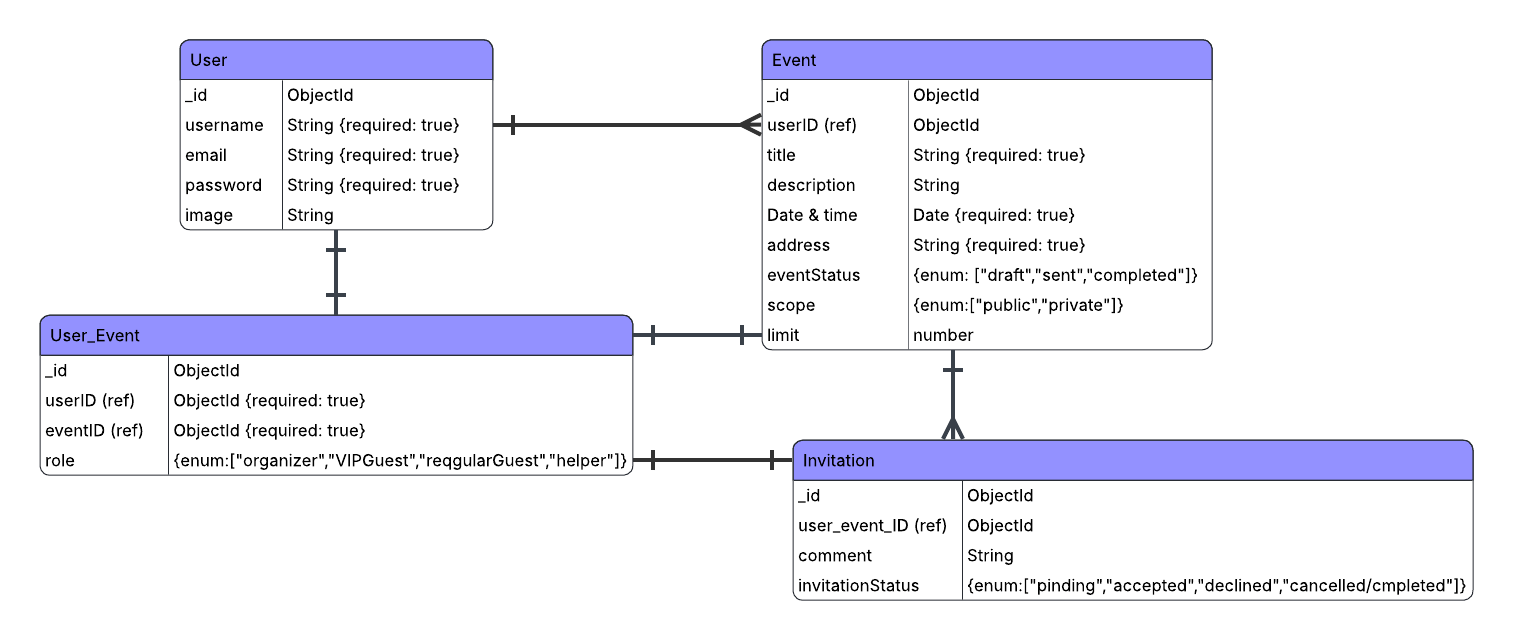 User
_id ObjectId
username String {required: true}
email String {required: true}
password String {required: true}
image String
Event
_id ObjectId
userID (ref) ObjectId
title String {required: true}
description String
Date & time Date {required: true}
address String {required: true}
eventStatus {enum: ["draft","sent","completed"]}
scope {enum:["public","private"]}
limit number
User_Event
_id ObjectId
userID (ref) ObjectId {required: true}
eventID (ref) ObjectId {required: true}
role {enum:["organizer","VIPGuest","reqgularGuest","helper"]}
Invitation
_id ObjectId
user_event_ID (ref) ObjectId
comment String
invitationStatus {enum:["pinding","accepted","declined","cancelled/cmpleted"]}